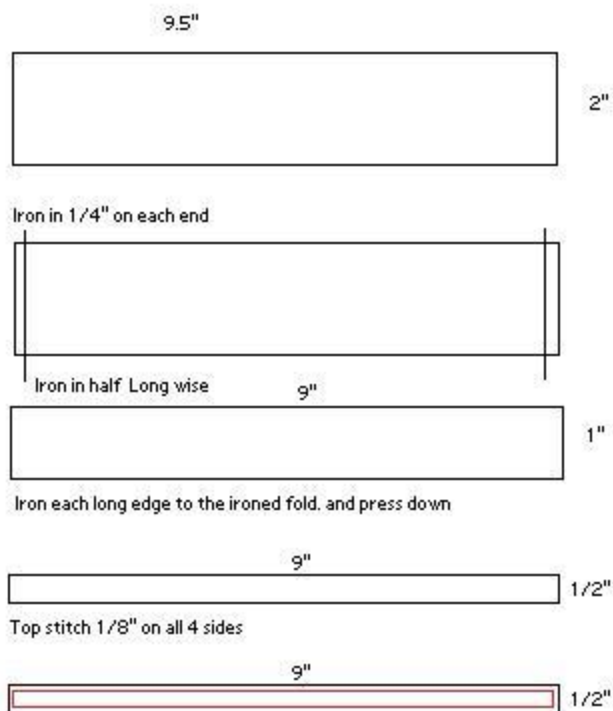 9.5"
2"
Iron in 1/4" on each end
Iron in half Long wise
9"
1"
Iron each long edge to the ironed fold. and press down
9"
1/2"
Top stitch 1/8" on all 4 sides
9"
1/2"